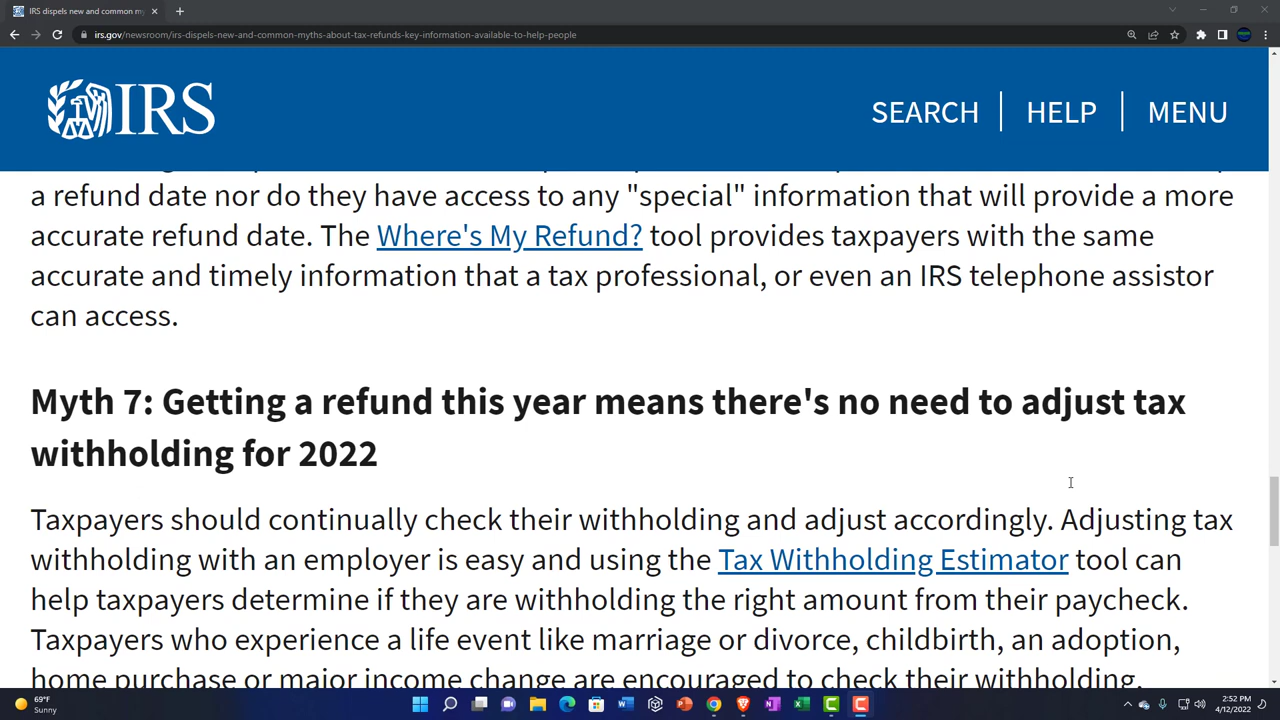 IRS dispels new and common my
irs.gov/newsroom/irs-dispels-new-and-common-myths-about-tax-refunds-key-information-available-to-help-people
IRS
SEARCH HELP MENU
a refund date nor do they have access to any "special" information that will provide a more
accurate refund date. The Where's My Refund? tool provides taxpayers with the same
accurate and timely information that a tax professional, or even an IRS telephone assistor
can access.
Myth 7: Getting a refund this year means there's no need to adjust tax
withholding for 2022
Taxpayers should continually check their withholding and adjust accordingly. Adjusting tax
withholding with an employer is easy and using the Tax Withholding Estimator tool can
help taxpayers determine if they are withholding the right amount from their paycheck.
Taxpayers who experience a life event like marriage or divorce, childbirth, an adoption,
home purchase or major income change are encouraged to check their withholding.
69°F
Sunny
2:52 PM
4/12/2022